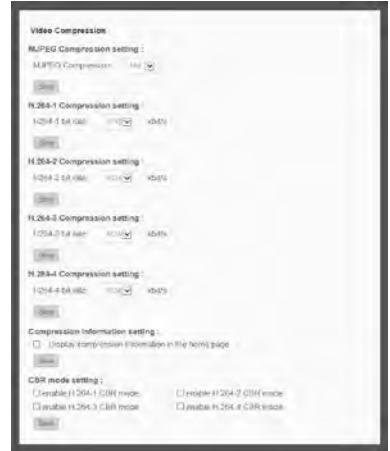 Video Compression
MJPEG Compression setting :
MJPEG Compression:
Save
H.264-1 Compression setting :
H.264-1 bit rate: kbit/s
Save
H.264-2 Compression setting :
H.264-2 bit rate: kbit/s
Save
H.264-3 Compression setting :
H.264-3 bit rate: kbit/s
Save
H.264-4 Compression setting :
H.264-4 bit rate: kbit/s
Save
Compression information setting :
Display compression information in the home page
Save
CBR mode setting :
enable H.264-1 CBR mode enable H.264-2 CBR mode
enable H.264-3 CBR mode enable H.264-4 CBR mode
Save